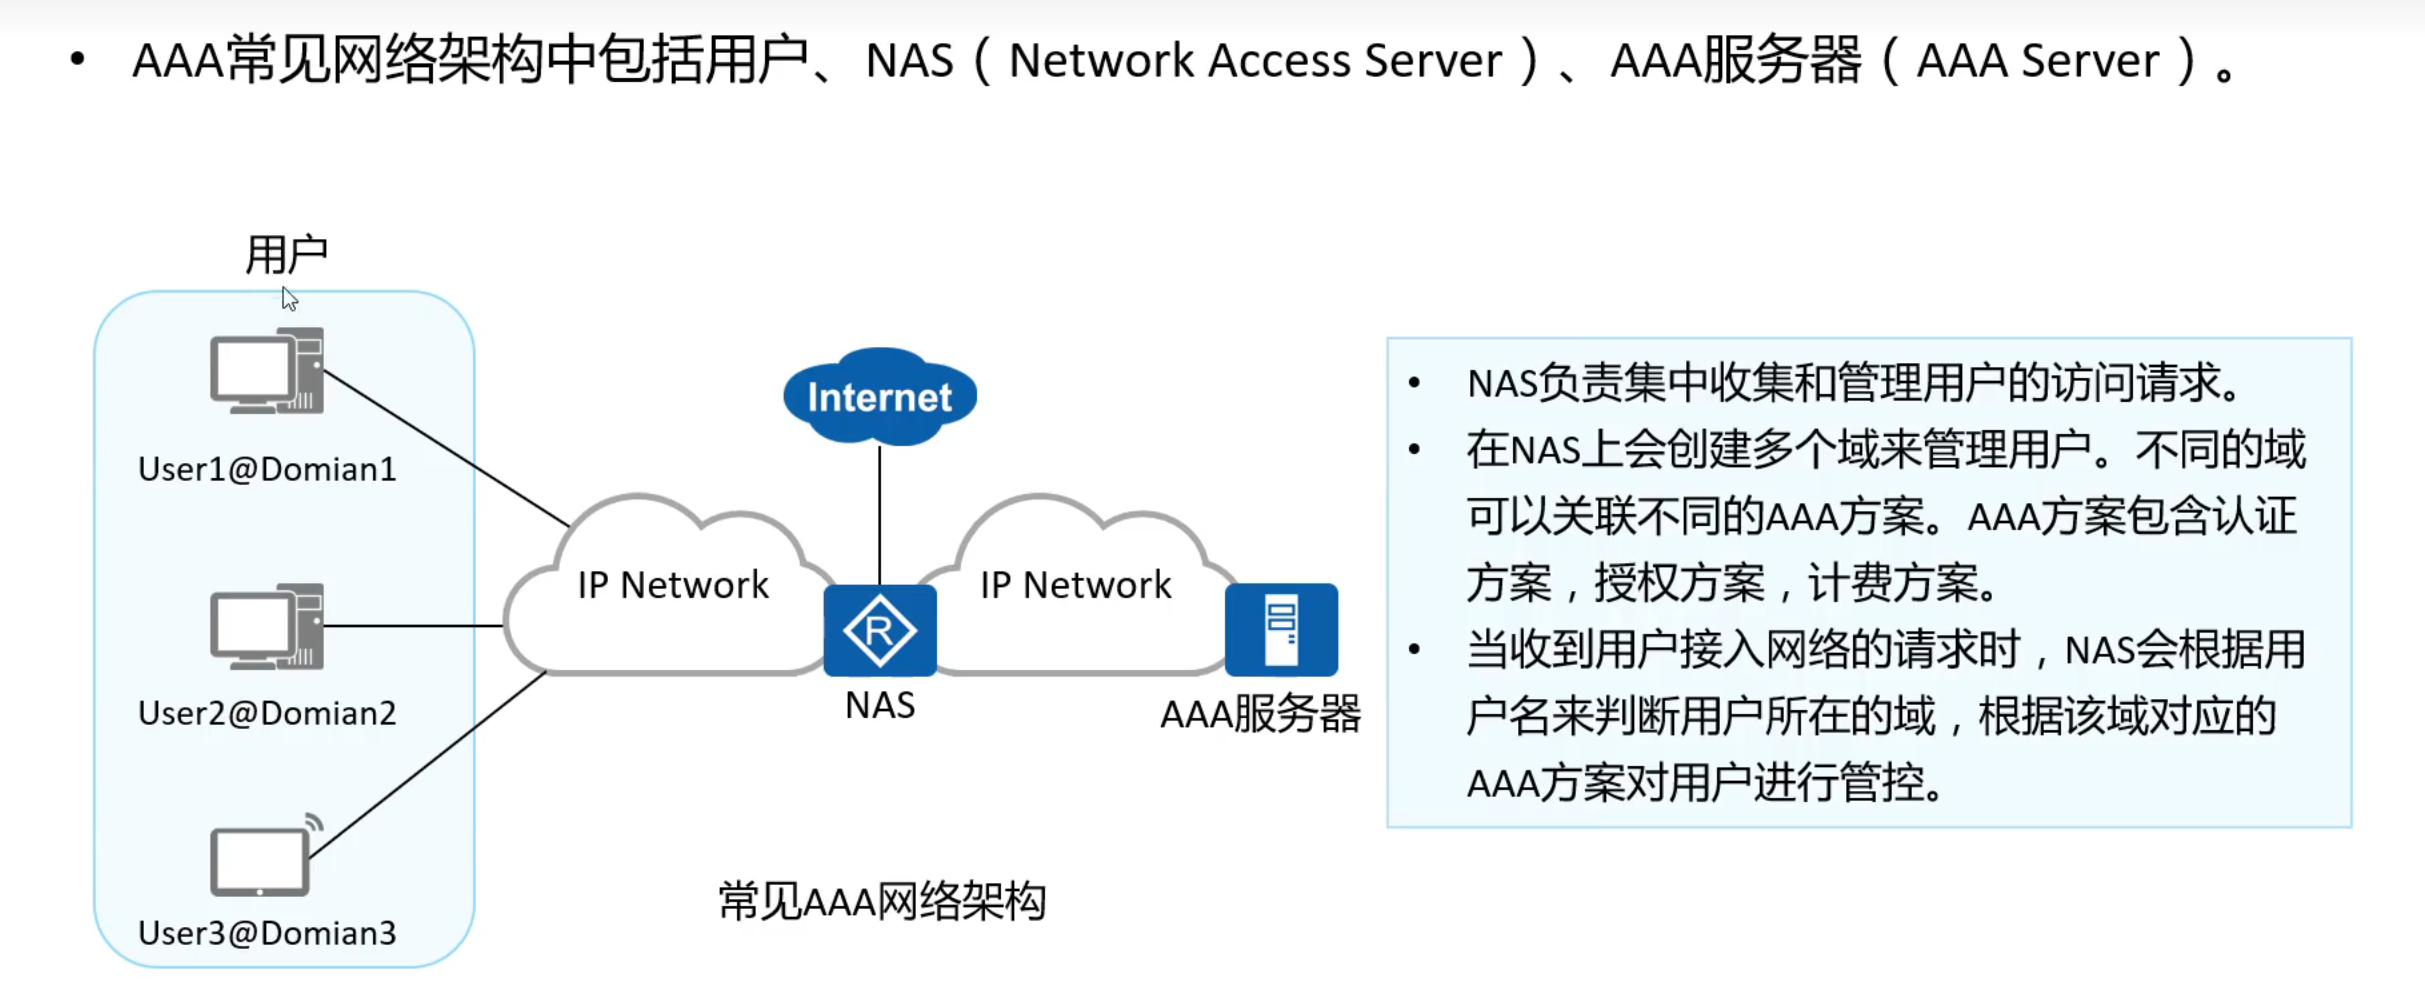 • AAA常见网络架构中包括用户、NAS（Network Access Server）、AAA服务器（AAA Server）。
用户
User1@Domian1
User2@Domian2
User3@Domian3
Internet
IP Network
IP Network
R
NAS
AAA服务器
常见AAA网络架构
• NAS负责集中收集和管理用户的访问请求。
• 在NAS上会创建多个域来管理用户。不同的域
可以关联不同的AAA方案。AAA方案包含认证
方案，授权方案，计费方案。
• 当收到用户接入网络的请求时，NAS会根据用
户名来判断用户所在的域，根据该域对应的
AAA方案对用户进行管控。